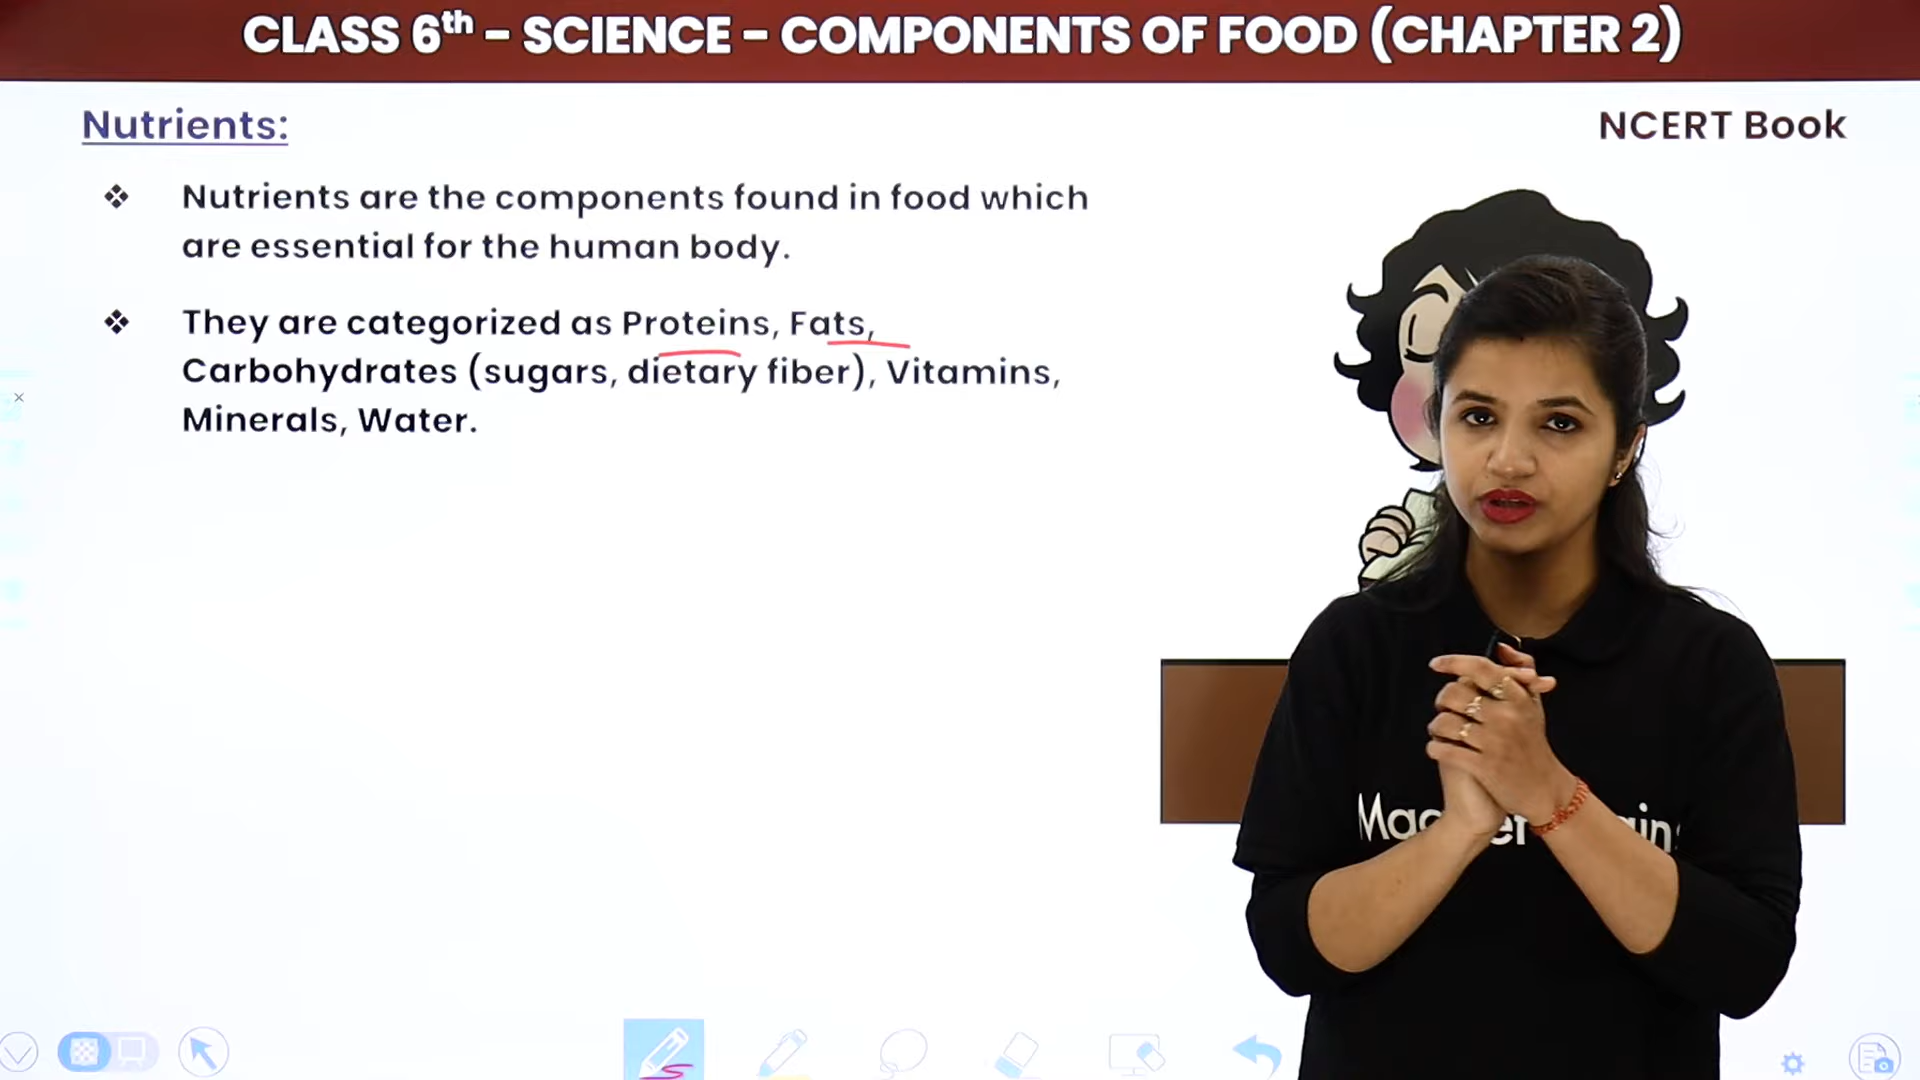 CLASS 6th - SCIENCE - COMPONENTS OF FOOD (CHAPTER 2)
Nutrients:
NCERT Book
❖ Nutrients are the components found in food which
are essential for the human body.
❖ They are categorized as Proteins, Fats,
Carbohydrates (sugars, dietary fiber), Vitamins,
Minerals, Water.